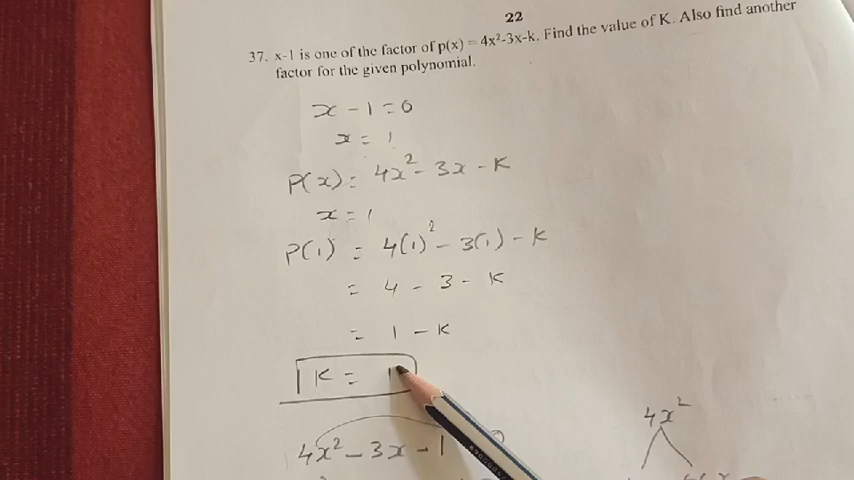 22
37. x-1 is one of the factor of p(x) = 4x²-3x-k. Find the value of K. Also find another
factor for the given polynomial.
x - 1 = 0
x = 1
P(x) = 4x² - 3x - K
x = 1
P(1) = 4(1)² - 3(1) - K
= 4 - 3 - K
= 1 - K
K = 1
4x²
4x² - 3x - 1